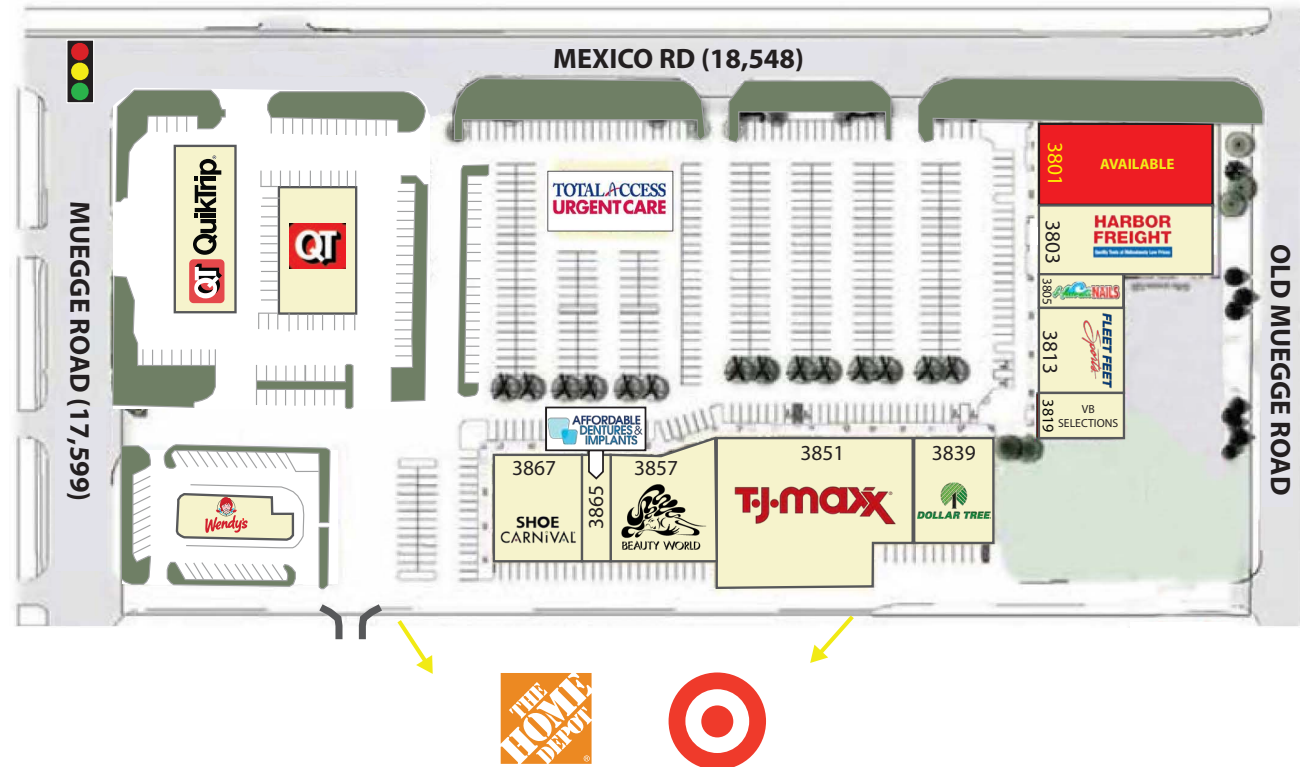 MEXICO RD (18,548)
MUEGGE ROAD (17,599)
OLD MUEGGE ROAD
QT QuikTrip
QT
TOTAL ACCESS
URGENT CARE
3801
AVAILABLE
3803
HARBOR
FREIGHT
3805
NAILS
3813
FLEET FEET
Sports
3819
VB
SELECTIONS
AFFORDABLE
DENTURES &
IMPLANTS
3867
SHOE
CARNiVAL
3865
3857
BEAUTY WORLD
3851
T·J·maxx
3839
DOLLAR TREE
Wendy's
THE
HOME
DEPOT